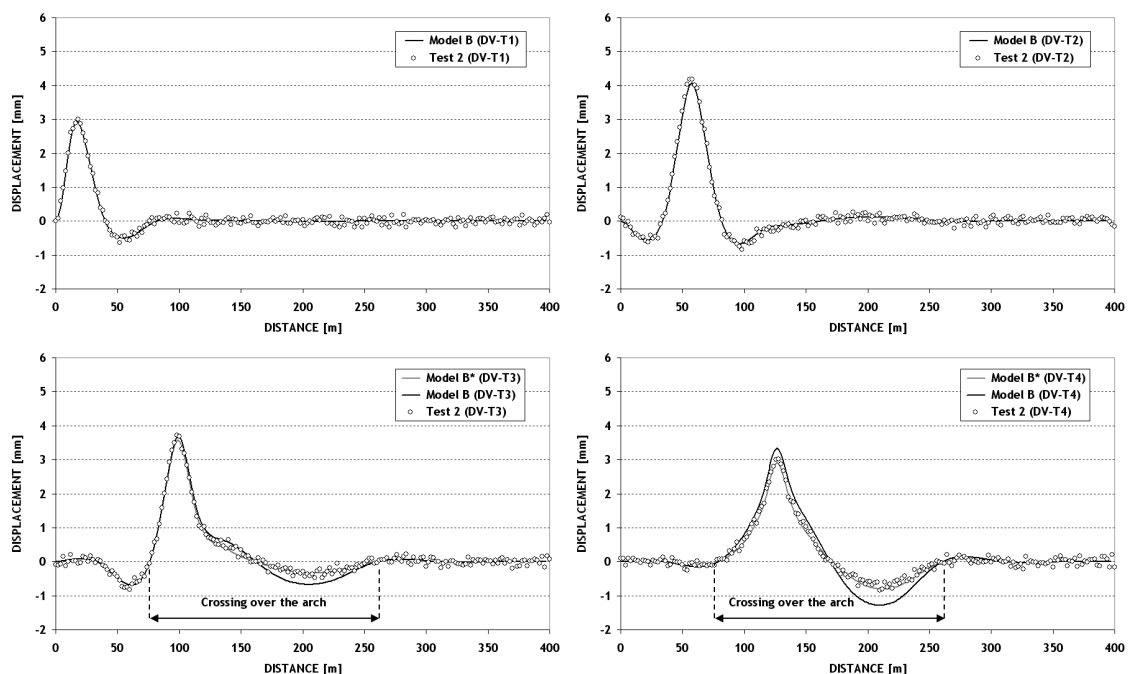 6
5
4
3
2
1
0
-1
-2
DISPLACEMENT [mm]
Model B (DV-T1)
Test 2 (DV-T1)
0 50 100 150 200 250 300 350 400
DISTANCE [m]
6
5
4
3
2
1
0
-1
-2
DISPLACEMENT [mm]
Model B (DV-T2)
Test 2 (DV-T2)
0 50 100 150 200 250 300 350 400
DISTANCE [m]
6
5
4
3
2
1
0
-1
-2
DISPLACEMENT [mm]
Model B* (DV-T3)
Model B (DV-T3)
Test 2 (DV-T3)
Crossing over the arch
0 50 100 150 200 250 300 350 400
DISTANCE [m]
6
5
4
3
2
1
0
-1
-2
DISPLACEMENT [mm]
Model B* (DV-T4)
Model B (DV-T4)
Test 2 (DV-T4)
Crossing over the arch
0 50 100 150 200 250 300 350 400
DISTANCE [m]